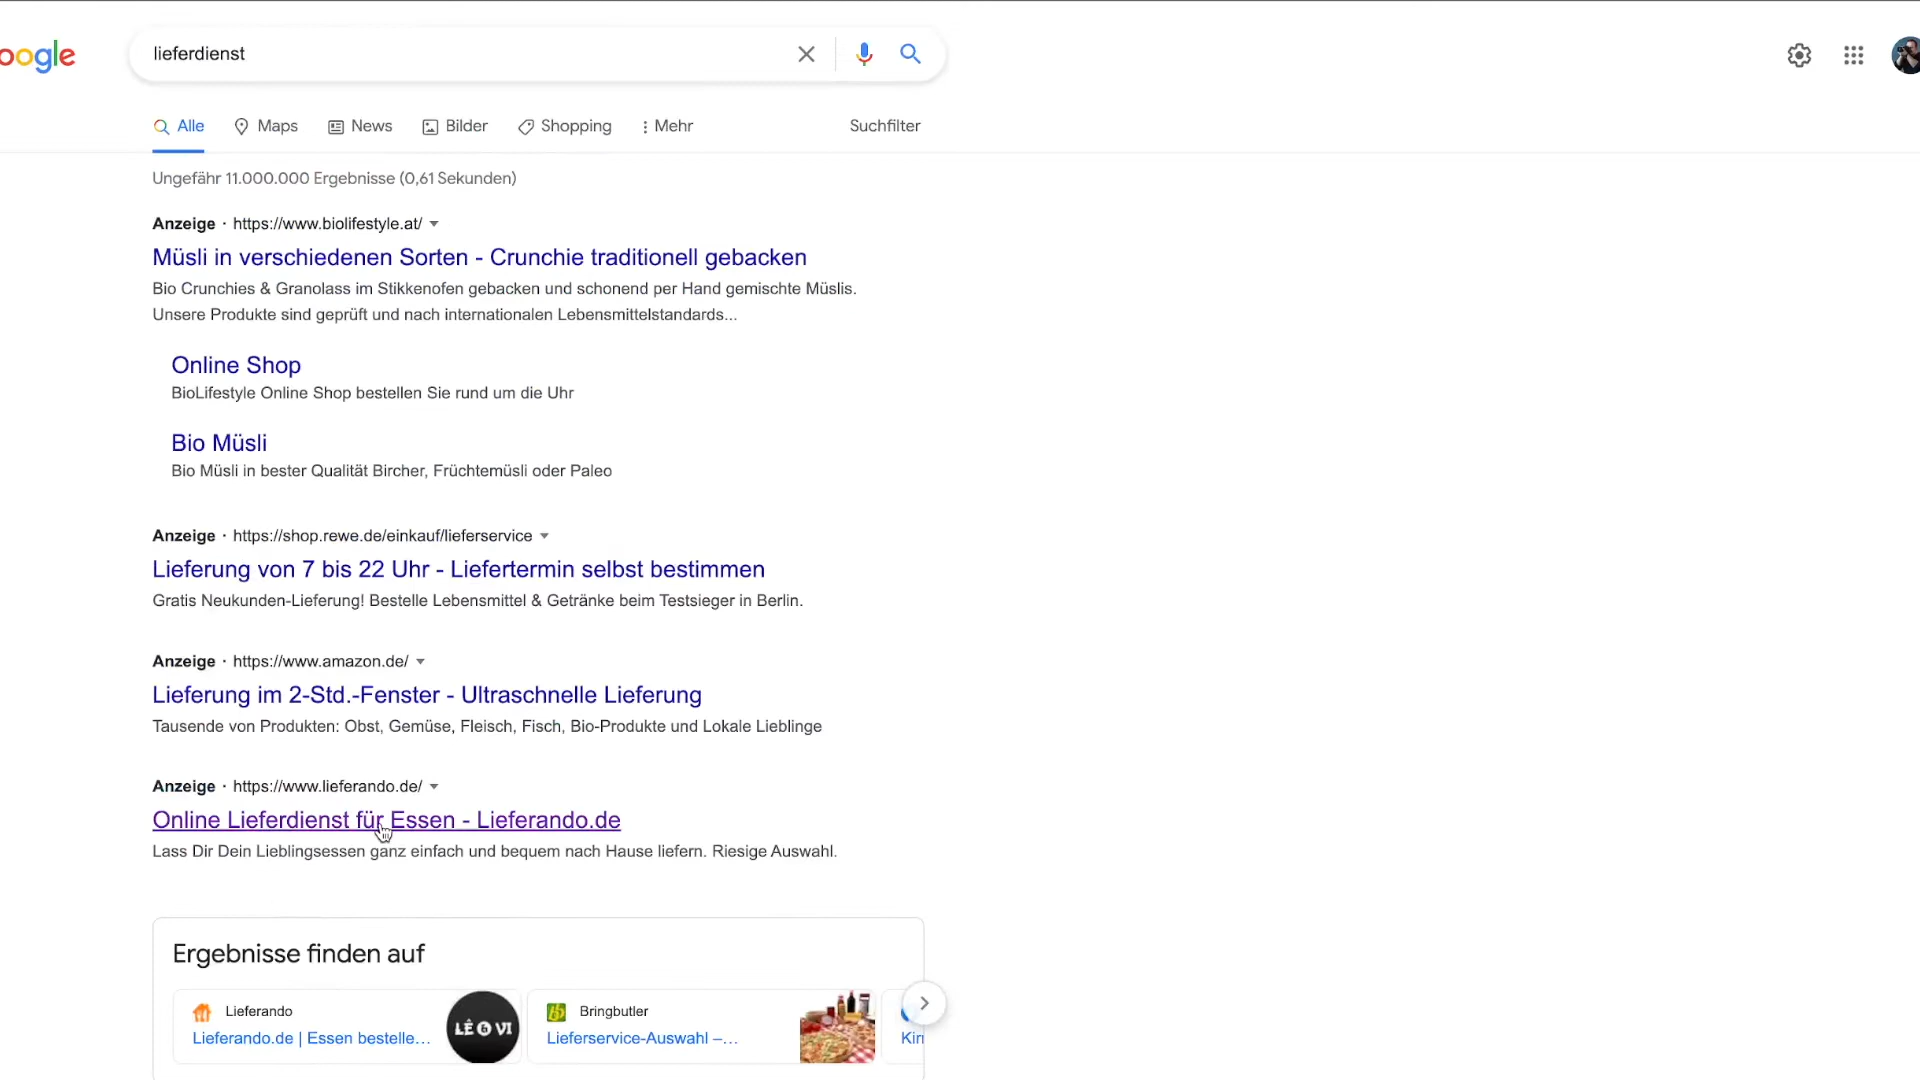 oogle
lieferdienst
Alle
Maps
News
Bilder
Shopping
Mehr
Suchfilter
Ungefähr 11.000.000 Ergebnisse (0,61 Sekunden)
Anzeige · https://www.biolifestyle.at/
Müsli in verschiedenen Sorten - Crunchie traditionell gebacken
Bio Crunchies & Granolass im Stikkenofen gebacken und schonend per Hand gemischte Müslis.
Unsere Produkte sind geprüft und nach internationalen Lebensmittelstandards...
Online Shop
BioLifestyle Online Shop bestellen Sie rund um die Uhr
Bio Müsli
Bio Müsli in bester Qualität Bircher, Früchtemüsli oder Paleo
Anzeige · https://shop.rewe.de/einkauf/lieferservice
Lieferung von 7 bis 22 Uhr - Liefertermin selbst bestimmen
Gratis Neukunden-Lieferung! Bestelle Lebensmittel & Getränke beim Testsieger in Berlin.
Anzeige · https://www.amazon.de/
Lieferung im 2-Std.-Fenster - Ultraschnelle Lieferung
Tausende von Produkten: Obst, Gemüse, Fleisch, Fisch, Bio-Produkte und Lokale Lieblinge
Anzeige · https://www.lieferando.de/
Online Lieferdienst für Essen - Lieferando.de
Lass Dir Dein Lieblingsessen ganz einfach und bequem nach Hause liefern. Riesige Auswahl.
Ergebnisse finden auf
Lieferando
Lieferando.de | Essen bestelle...
LÊ & VI
Bringbutler
Lieferservice-Auswahl –...
Kiri